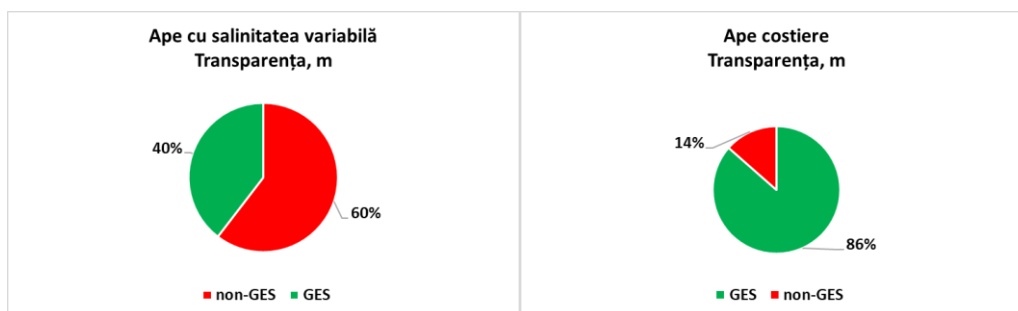 Ape cu salinitatea variabilă
Transparența, m
40%
60%
non-GES GES
Ape costiere
Transparența, m
14%
86%
GES non-GES